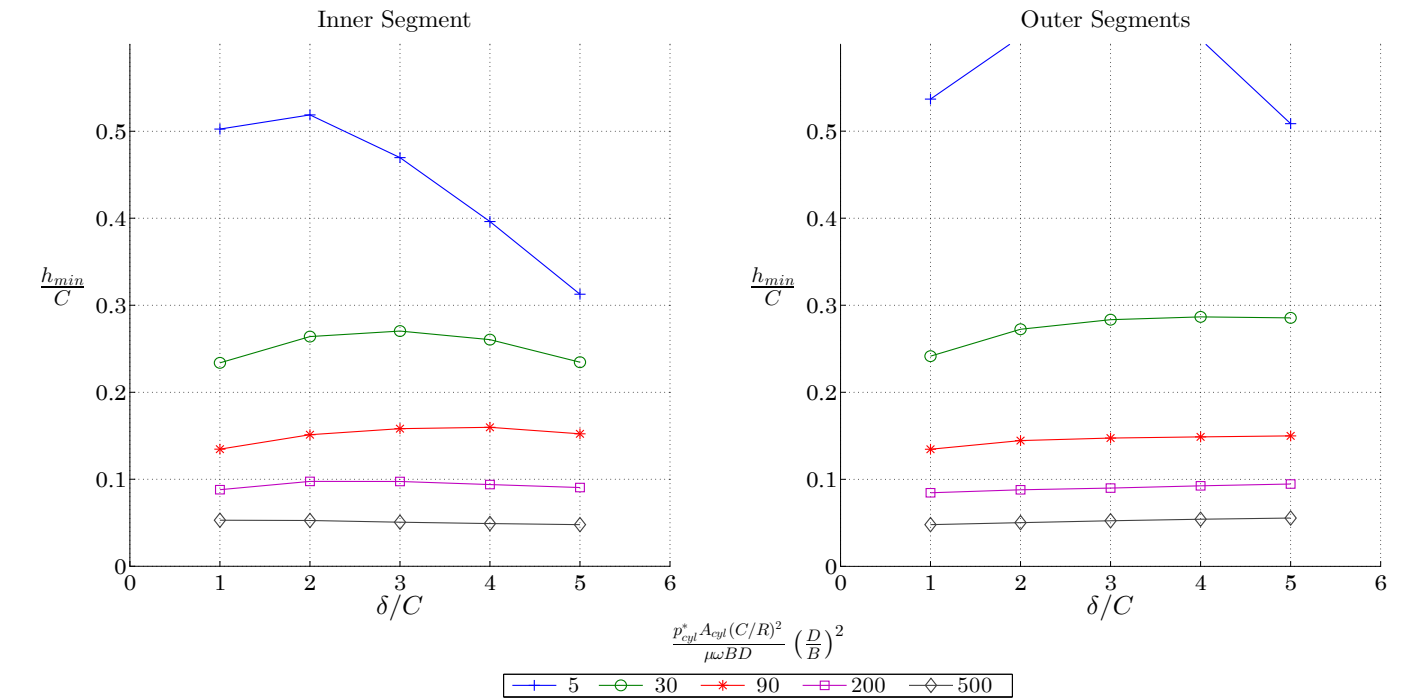 Inner Segment
Outer Segments
0.5
0.4
0.3
0.2
0.1
0
h_min/C
0 1 2 3 4 5 6
δ/C
0.5
0.4
0.3
0.2
0.1
0
h_min/C
0 1 2 3 4 5 6
δ/C
p*_cyl A_cyl (C/R)^2 / μωBD (D/B)^2
5 30 90 200 500